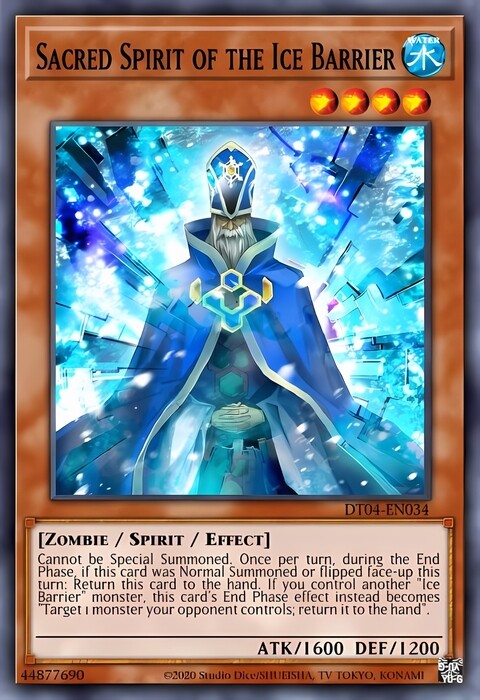 SACRED SPIRIT OF THE ICE BARRIER
WATER
水
DT04-EN034
[ZOMBIE / SPIRIT / EFFECT]
Cannot be Special Summoned. Once per turn, during the End
Phase, if this card was Normal Summoned or flipped face-up this
turn: Return this card to the hand. If you control another "Ice
Barrier" monster, this card's End Phase effect instead becomes
"Target 1 monster your opponent controls; return it to the hand".
ATK/1600 DEF/1200
44877690
©2020 Studio Dice/SHUEISHA, TV TOKYO, KONAMI